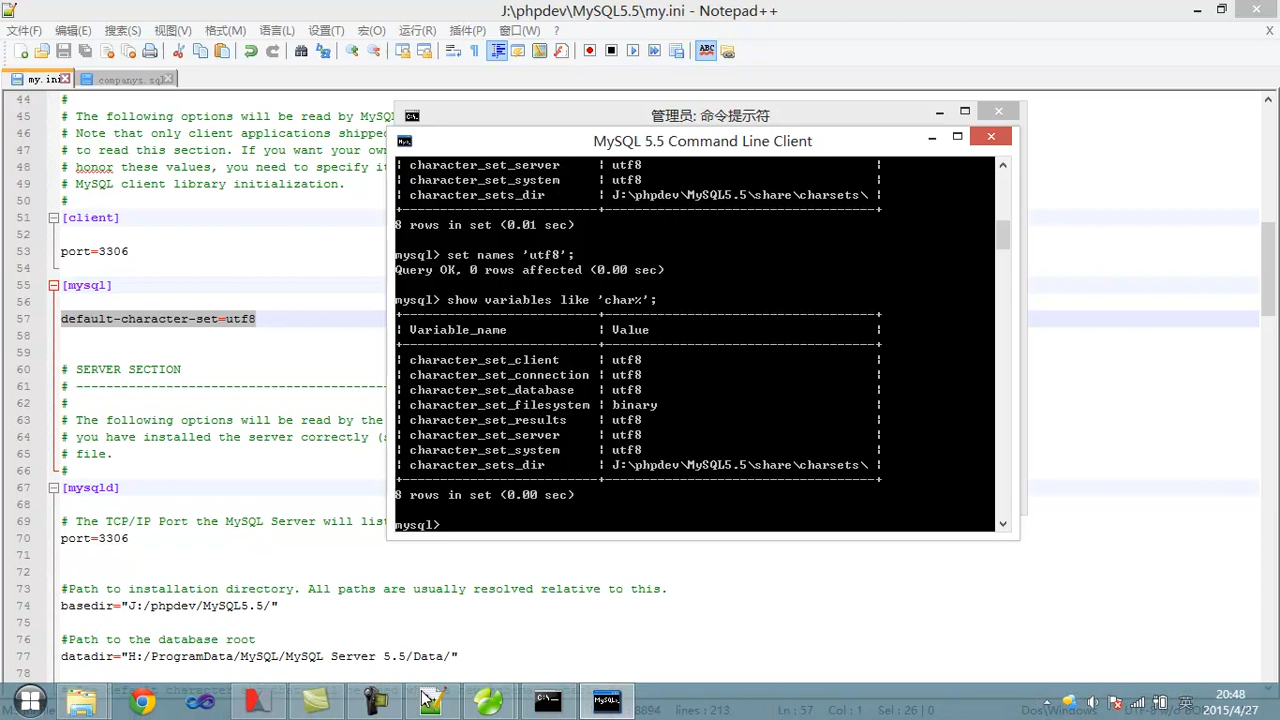 J:\phpdev\MySQL5.5\my.ini - Notepad++
文件(F) 编辑(E) 搜索(S) 视图(V) 格式(M) 语言(L) 设置(T) 宏(O) 运行(R) 插件(P) 窗口(W) ?
X
my.ini
companys.sql
44 #
45 # The following options will be read by MySQ
46 # Note that only client applications shipped
47 # to read this section. If you want your own
48 # honor these values, you need to specify it
49 # MySQL client library initialization.
50 #
51 [client]
52
53 port=3306
54
55 [mysql]
56
57 default-character-set=utf8
58
59
60 # SERVER SECTION
61 # ----------------------------------------
62 #
63 # The following options will be read by the
64 # you have installed the server correctly (s
65 # file.
66 #
67 [mysqld]
68
69 # The TCP/IP Port the MySQL Server will list
70 port=3306
71
72
73 #Path to installation directory. All paths are usually resolved relative to this.
74 basedir="J:/phpdev/MySQL5.5/"
75
76 #Path to the database root
77 datadir="H:/ProgramData/MySQL/MySQL Server 5.5/Data/"
78
管理员: 命令提示符
MySQL 5.5 Command Line Client
| character_set_server | utf8 |
| character_set_system | utf8 |
| character_sets_dir | J:\phpdev\MySQL5.5\share\charsets\ |
+--------------------------+------------------------------------+
8 rows in set (0.01 sec)
mysql> set names 'utf8';
Query OK, 0 rows affected (0.00 sec)
mysql> show variables like 'char%';
+--------------------------+------------------------------------+
| Variable_name | Value |
+--------------------------+------------------------------------+
| character_set_client | utf8 |
| character_set_connection | utf8 |
| character_set_database | utf8 |
| character_set_filesystem | binary |
| character_set_results | utf8 |
| character_set_server | utf8 |
| character_set_system | utf8 |
| character_sets_dir | J:\phpdev\MySQL5.5\share\charsets\ |
+--------------------------+------------------------------------+
8 rows in set (0.00 sec)
mysql>
8894 lines : 213 Ln : 57 Col : 1 Sel : 26 | 0 Dos\Windows
20:48
2015/4/27